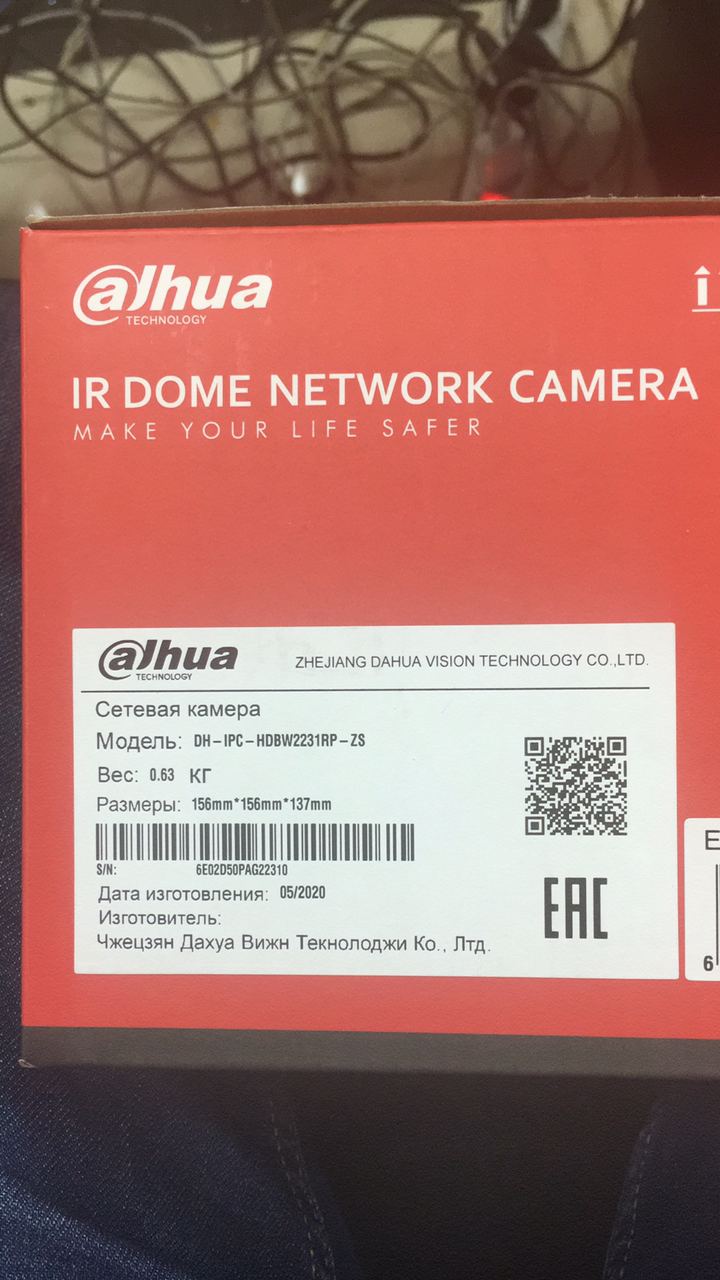 alhua
TECHNOLOGY
IR DOME NETWORK CAMERA
MAKE YOUR LIFE SAFER
alhua
TECHNOLOGY
ZHEJIANG DAHUA VISION TECHNOLOGY CO.,LTD.
Сетевая камера
Модель: DH-IPC-HDBW2231RP-ZS
Вес: 0.63 КГ
Размеры: 156mm*156mm*137mm
S/N: 6E02D50PAG22310
Дата изготовления: 05/2020
Изготовитель:
Чжецзян Дахуа Вижн Текнолоджи Ко., Лтд.
EAC
E
6